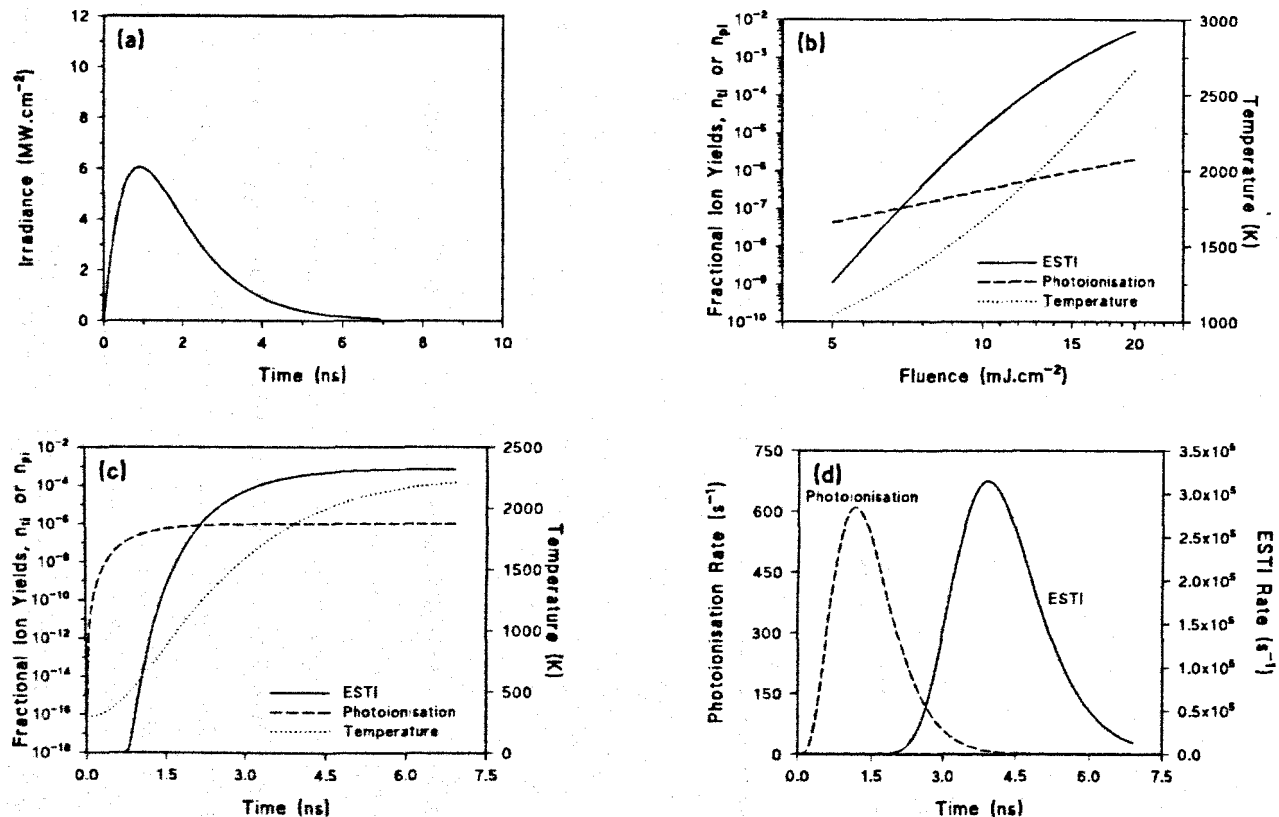 (a)
12
10
8
6
4
2
0
Irradiance (MW.cm⁻²)
0 2 4 6 8 10
Time (ns)
(b)
10⁻²
10⁻³
10⁻⁴
10⁻⁵
10⁻⁶
10⁻⁷
10⁻⁸
10⁻⁹
10⁻¹⁰
Fractional Ion Yields, n_ti or n_pi
3000
2500
2000
1500
1000
Temperature (K)
ESTI
Photoionisation
Temperature
5 10 15 20
Fluence (mJ.cm⁻²)
(c)
10⁻²
10⁻⁴
10⁻⁶
10⁻⁸
10⁻¹⁰
10⁻¹²
10⁻¹⁴
10⁻¹⁶
10⁻¹⁸
Fractional Ion Yields, n_ti or n_pi
2500
2000
1500
1000
500
0
Temperature (K)
ESTI
Photoionisation
Temperature
0.0 1.5 3.0 4.5 6.0 7.5
Time (ns)
(d)
750
600
450
300
150
0
Photoionisation Rate (s⁻¹)
Photoionisation
ESTI
3.5x10⁵
3.0x10⁵
2.5x10⁵
2.0x10⁵
1.5x10⁵
1.0x10⁵
0.5x10⁵
0.0
ESTI Rate (s⁻¹)
0.0 1.5 3.0 4.5 6.0 7.5
Time (ns)